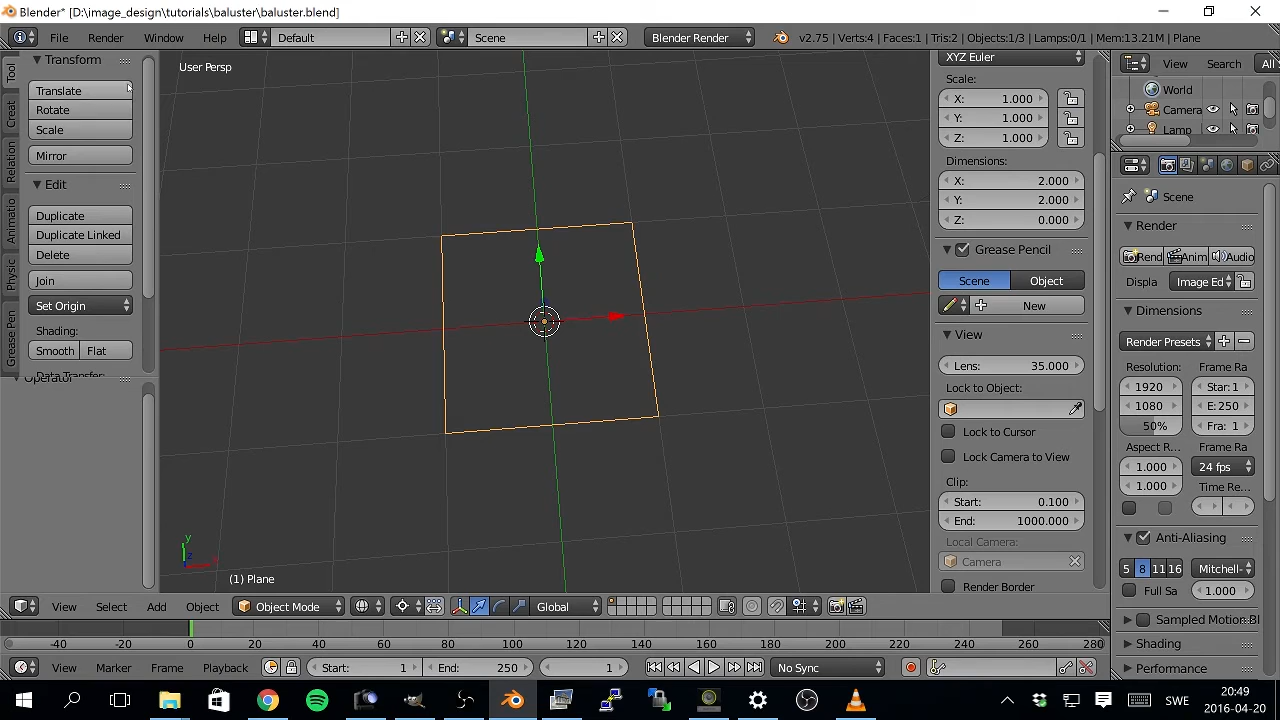 Blender* [D:\image_design\tutorials\baluster\baluster.blend]
File Render Window Help Default Scene Blender Render v2.75 | Verts:4 | Faces:1 | Tris:2 | Objects:1/3 | Lamps:0/1 | Mem:13.21M | Plane
Tool
Creat
Relation
Animatio
Physic
Grease Pen
Transform
Translate
Rotate
Scale
Mirror
Edit
Duplicate
Duplicate Linked
Delete
Join
Set Origin
Shading:
Smooth Flat
Data Transfer
Operator
User Persp
y
z
(1) Plane
XYZ Euler
Scale:
X: 1.000
Y: 1.000
Z: 1.000
Dimensions:
X: 2.000
Y: 2.000
Z: 0.000
Grease Pencil
Scene Object
New
View
Lens: 35.000
Lock to Object:
Lock to Cursor
Lock Camera to View
Clip:
Start: 0.100
End: 1000.000
Local Camera:
Camera
Render Border
View Search All
World
Camera
Lamp
Scene
Render
Rend Anim Audio
Displa Image Ed
Dimensions
Render Presets
Resolution: Frame Ra
1920 Star: 1
1080 E: 250
50% Fra: 1
Aspect R... Frame Ra
1.000 24 fps
1.000 Time Re...
Anti-Aliasing
5 8 11 16 Mitchell-
Full Sa 1.000
Sampled Motion Bl
Shading
Performance
View Select Add Object Object Mode Global
-40 -20 0 20 40 60 80 100 120 140 160 180 200 220 240 260 280
View Marker Frame Playback Start: 1 End: 250 1 No Sync
SWE
20:49
2016-04-20